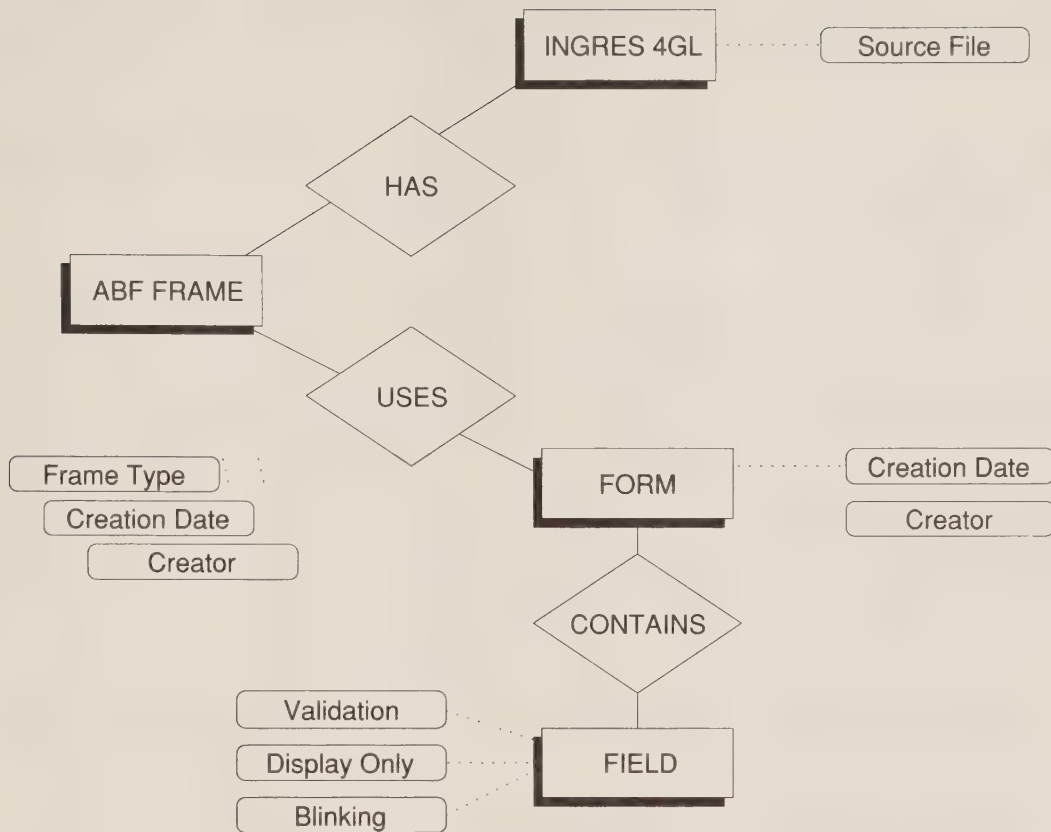 INGRES 4GL
Source File
HAS
ABF FRAME
USES
Frame Type
Creation Date
Creator
FORM
Creation Date
Creator
CONTAINS
Validation
Display Only
Blinking
FIELD